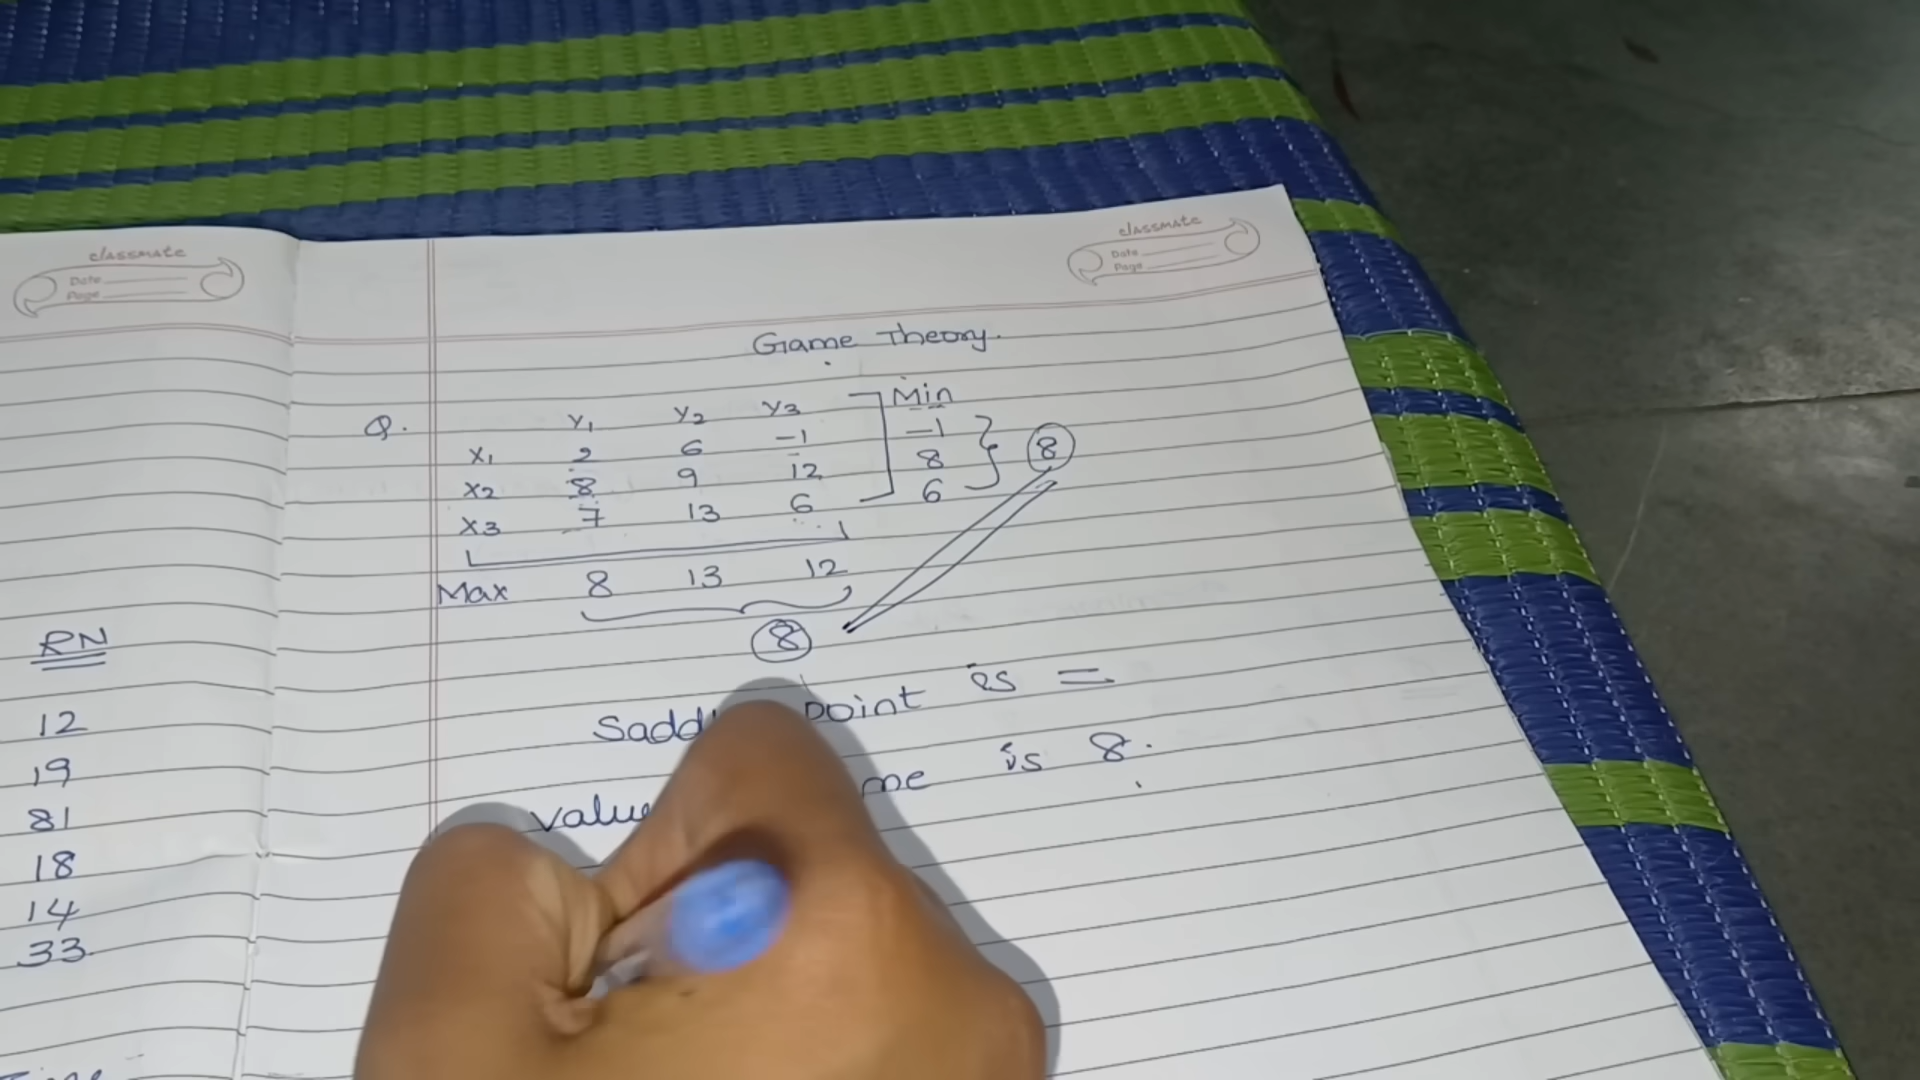 classmate
Date
Page
RN
12
19
81
18
14
33
classmate
Date
Page
Game Theory.
Q. Y1 Y2 Y3 Min
X1 2 6 -1 -1
X2 8 9 12 8 8
X3 7 13 6 6
Max 8 13 12
8
point is =
is 8.